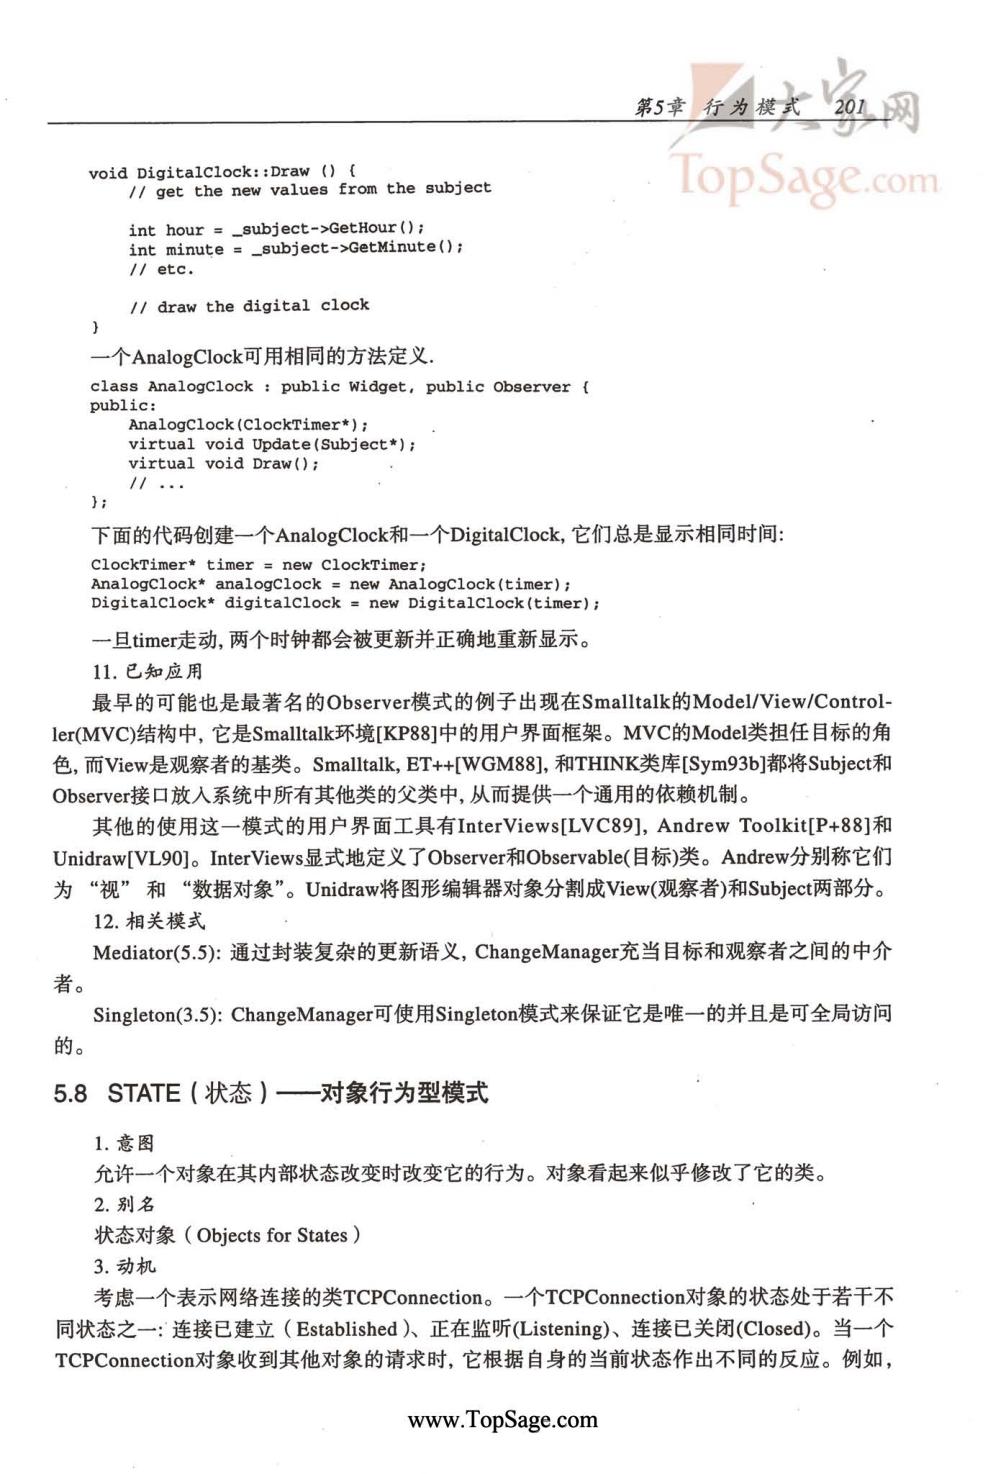 第5章 行为模式 201
大家网
TopSage.com
void DigitalClock::Draw () {
// get the new values from the subject
int hour = _subject->GetHour();
int minute = _subject->GetMinute();
// etc.
// draw the digital clock
}
一个AnalogClock可用相同的方法定义.
class AnalogClock : public Widget, public Observer {
public:
AnalogClock(ClockTimer*);
virtual void Update(Subject*);
virtual void Draw();
// ...
};
下面的代码创建一个AnalogClock和一个DigitalClock, 它们总是显示相同时间:
ClockTimer* timer = new ClockTimer;
AnalogClock* analogClock = new AnalogClock(timer);
DigitalClock* digitalClock = new DigitalClock(timer);
一旦timer走动, 两个时钟都会被更新并正确地重新显示。
11. 已知应用
最早的可能也是最著名的Observer模式的例子出现在Smalltalk的Model/View/Control-
ler(MVC)结构中, 它是Smalltalk环境[KP88]中的用户界面框架。MVC的Model类担任目标的角
色, 而View是观察者的基类。Smalltalk, ET++[WGM88], 和THINK类库[Sym93b]都将Subject和
Observer接口放入系统中所有其他类的父类中, 从而提供一个通用的依赖机制。
其他的使用这一模式的用户界面工具有InterViews[LVC89], Andrew Toolkit[P+88]和
Unidraw[VL90]。InterViews显式地定义了Observer和Observable(目标)类。Andrew分别称它们
为 “视” 和 “数据对象”。Unidraw将图形编辑器对象分割成View(观察者)和Subject两部分。
12. 相关模式
Mediator(5.5): 通过封装复杂的更新语义, ChangeManager充当目标和观察者之间的中介
者。
Singleton(3.5): ChangeManager可使用Singleton模式来保证它是唯一的并且是可全局访问
的。
5.8 STATE（状态）——对象行为型模式
1. 意图
允许一个对象在其内部状态改变时改变它的行为。对象看起来似乎修改了它的类。
2. 别名
状态对象（Objects for States）
3. 动机
考虑一个表示网络连接的类TCPConnection。一个TCPConnection对象的状态处于若干不
同状态之一: 连接已建立（Established）、正在监听(Listening)、连接已关闭(Closed)。当一个
TCPConnection对象收到其他对象的请求时, 它根据自身的当前状态作出不同的反应。例如,
www.TopSage.com